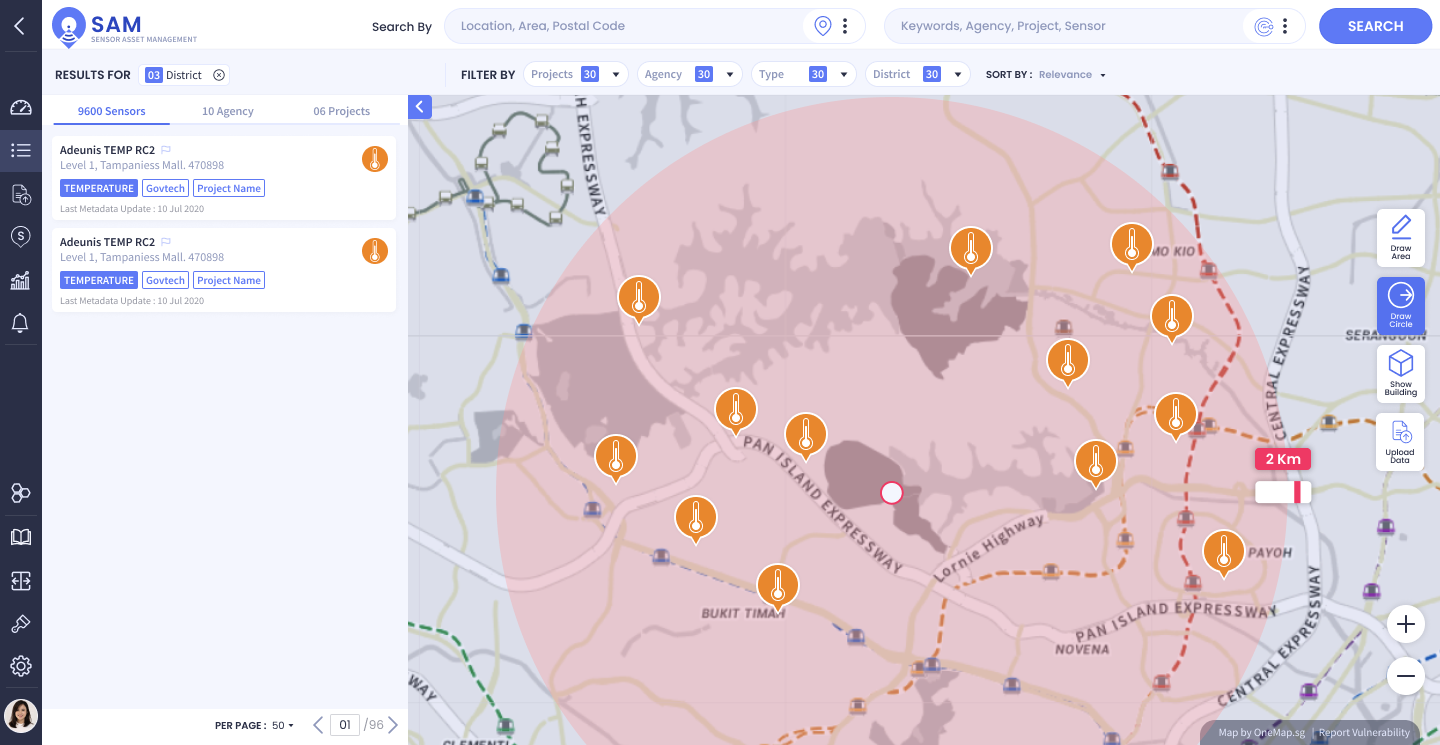 SAM
SENSOR ASSET MANAGEMENT
Search By
Location, Area, Postal Code
Keywords, Agency, Project, Sensor
SEARCH
RESULTS FOR
03 District
FILTER BY
Projects 30
Agency 30
Type 30
District 30
SORT BY : Relevance
9600 Sensors
10 Agency
06 Projects
Adeunis TEMP RC2
Level 1, Tampaniess Mall. 470898
TEMPERATURE Govtech Project Name
Last Metadata Update : 10 Jul 2020
Adeunis TEMP RC2
Level 1, Tampaniess Mall. 470898
TEMPERATURE Govtech Project Name
Last Metadata Update : 10 Jul 2020
PER PAGE : 50
01 /96
H EXPRESSWAY
MO KIO
CENTRAL EXPRESSWAY
SERANGOON
PAN ISLAND EXPRESSWAY
Lornie Highway
PAYOH
BUKIT TIMAH
PAN ISLAND EXPRESSWAY
NOVENA
CENTRAL EXPRESSWAY
WAY
CLEMENTI
Draw
Area
Draw
Circle
Show
Building
Upload
Data
2 Km
Map by OneMap.sg | Report Vulnerability